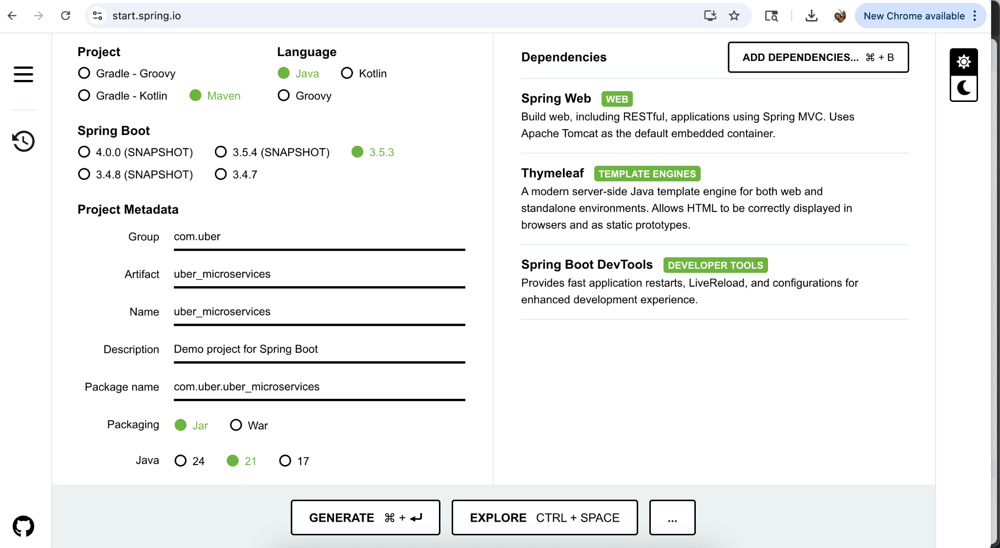 start.spring.io
New Chrome available
Project
Gradle - Groovy
Gradle - Kotlin Maven
Language
Java Kotlin
Groovy
Spring Boot
4.0.0 (SNAPSHOT) 3.5.4 (SNAPSHOT) 3.5.3
3.4.8 (SNAPSHOT) 3.4.7
Project Metadata
Group com.uber
Artifact uber_microservices
Name uber_microservices
Description Demo project for Spring Boot
Package name com.uber.uber_microservices
Packaging Jar War
Java 24 21 17
Dependencies ADD DEPENDENCIES... ⌘ + B
Spring Web WEB
Build web, including RESTful, applications using Spring MVC. Uses
Apache Tomcat as the default embedded container.
Thymeleaf TEMPLATE ENGINES
A modern server-side Java template engine for both web and
standalone environments. Allows HTML to be correctly displayed in
browsers and as static prototypes.
Spring Boot DevTools DEVELOPER TOOLS
Provides fast application restarts, LiveReload, and configurations for
enhanced development experience.
GENERATE ⌘ + ⏎ EXPLORE CTRL + SPACE ...